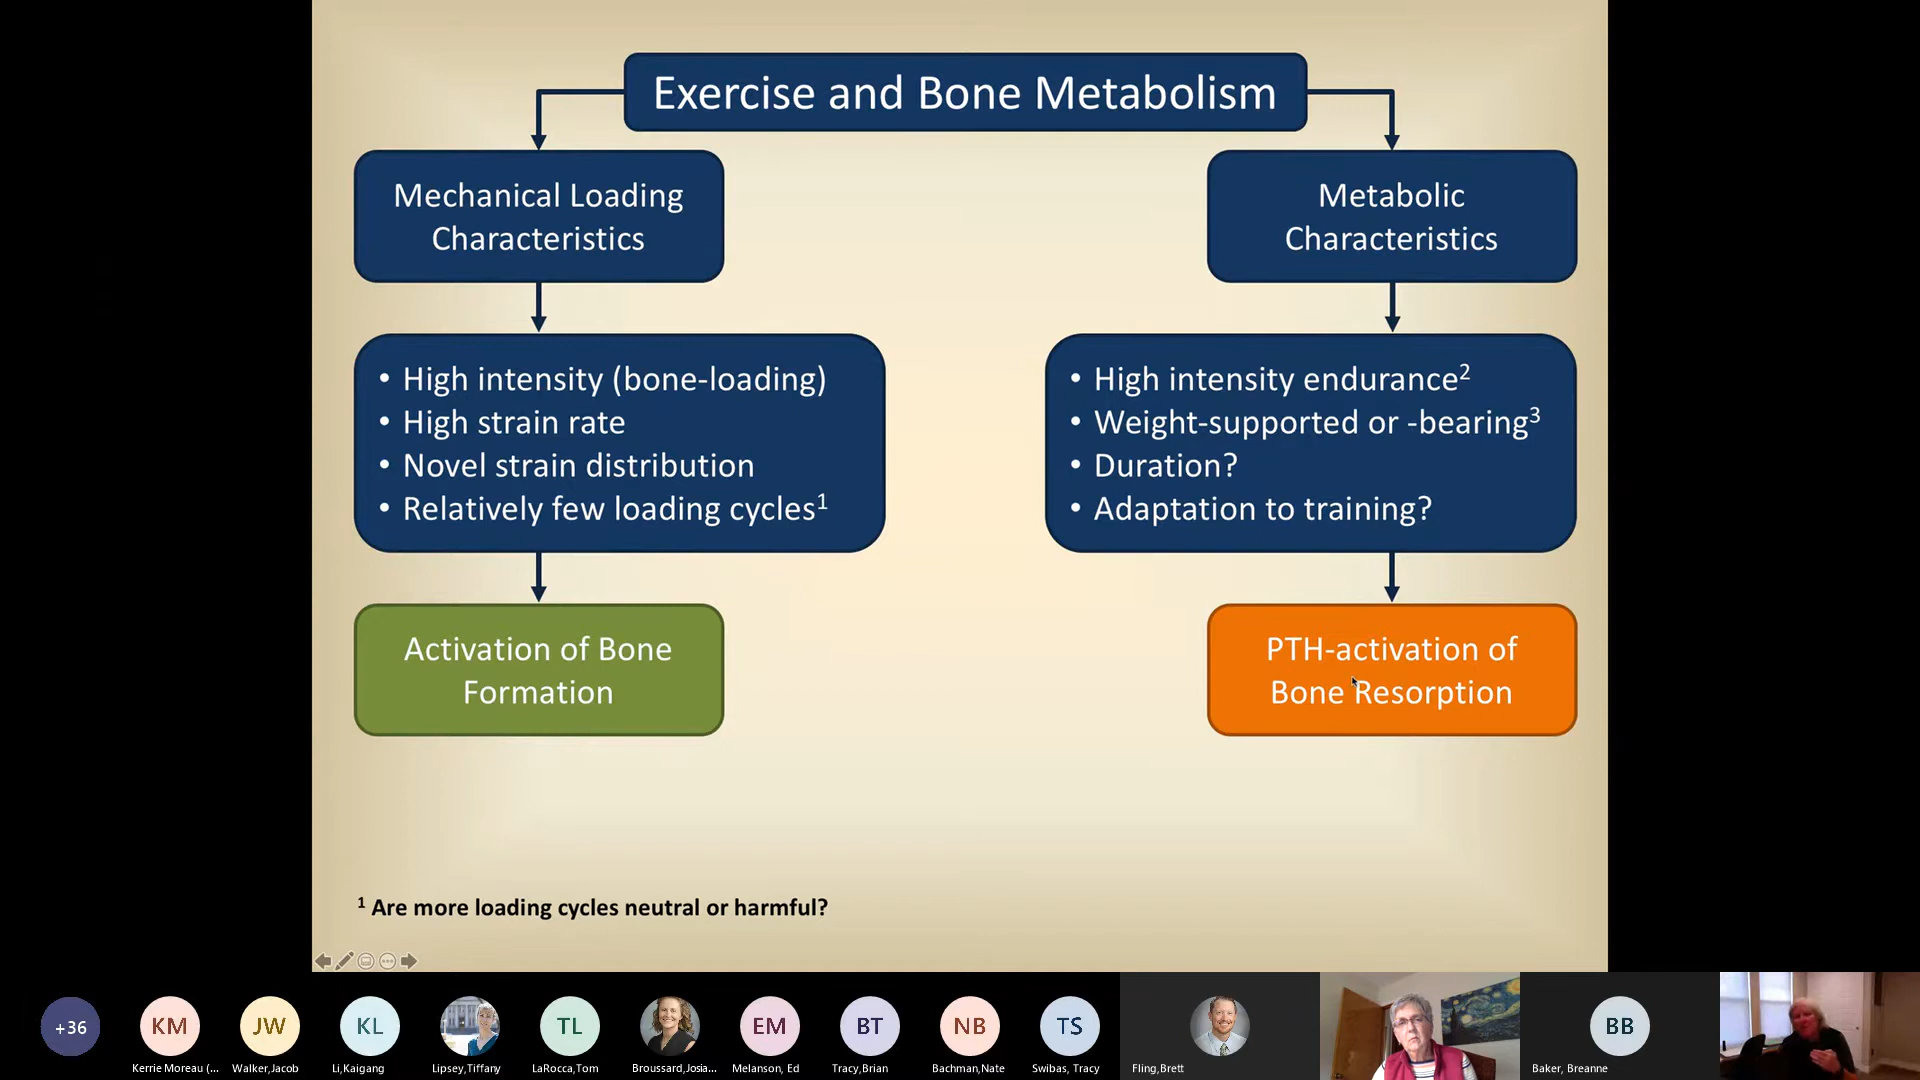 Exercise and Bone Metabolism
Mechanical Loading
Characteristics
• High intensity (bone-loading)
• High strain rate
• Novel strain distribution
• Relatively few loading cycles¹
Activation of Bone
Formation
Metabolic
Characteristics
• High intensity endurance²
• Weight-supported or -bearing³
• Duration?
• Adaptation to training?
PTH-activation of
Bone Resorption
¹ Are more loading cycles neutral or harmful?
+36
KM
JW
KL
TL
EM
BT
NB
TS
BB
Kerrie Moreau (...
Walker,Jacob
Li,Kaigang
Lipsey,Tiffany
LaRocca,Tom
Broussard,Josia...
Melanson, Ed
Tracy,Brian
Bachman,Nate
Swibas, Tracy
Fling,Brett
Baker, Breanne